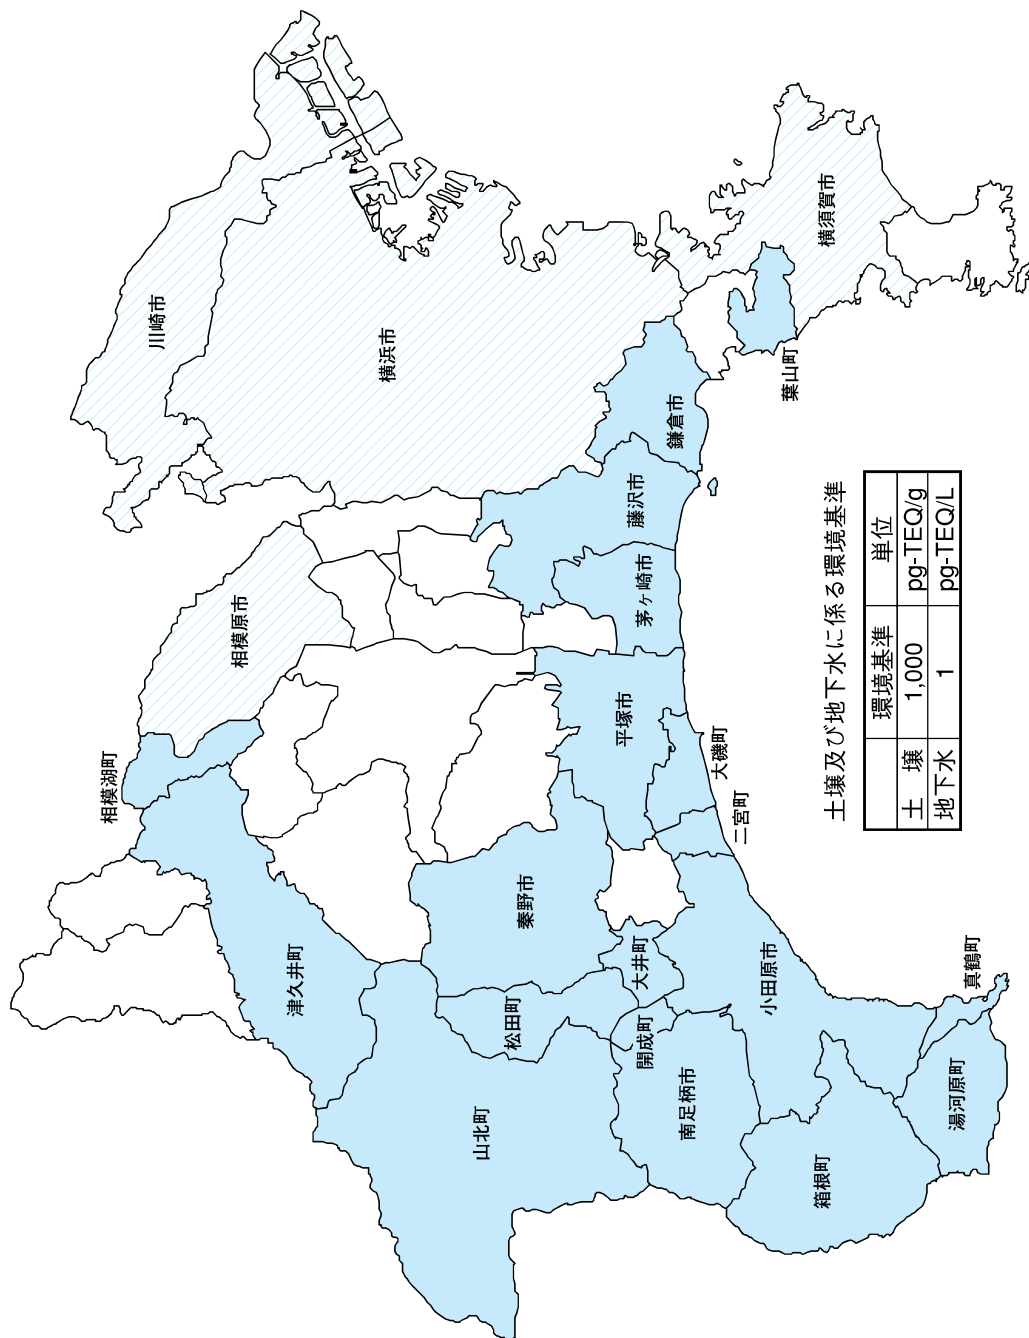 相模湖町
相模原市
川崎市
横浜市
津久井町
山北町
松田町
秦野市
平塚市
茅ヶ崎市
藤沢市
鎌倉市
葉山町
横須賀市
大磯町
二宮町
大井町
開成町
南足柄市
小田原市
箱根町
湯河原町
真鶴町
土壌及び地下水に係る環境基準
環境基準 単位
土 壌 1,000 pg-TEQ/g
地下水 1 pg-TEQ/L